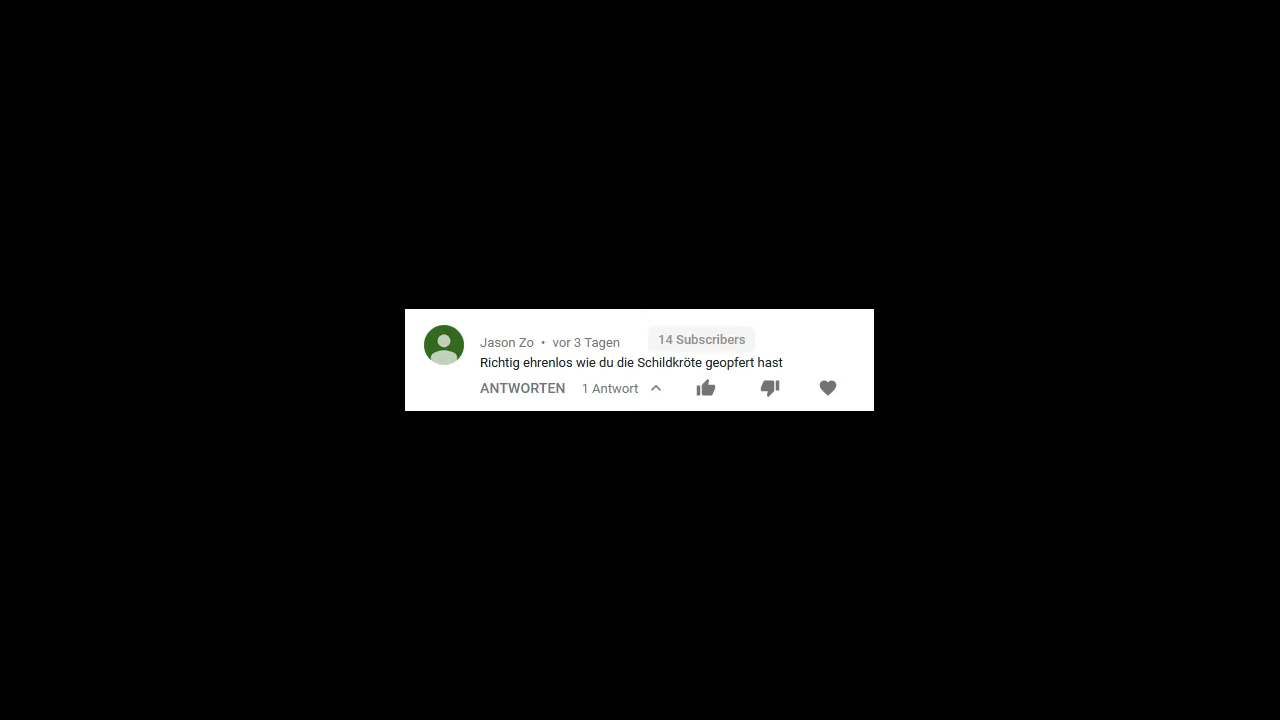 Jason Zo • vor 3 Tagen 14 Subscribers
Richtig ehrenlos wie du die Schildkröte geopfert hast
ANTWORTEN 1 Antwort